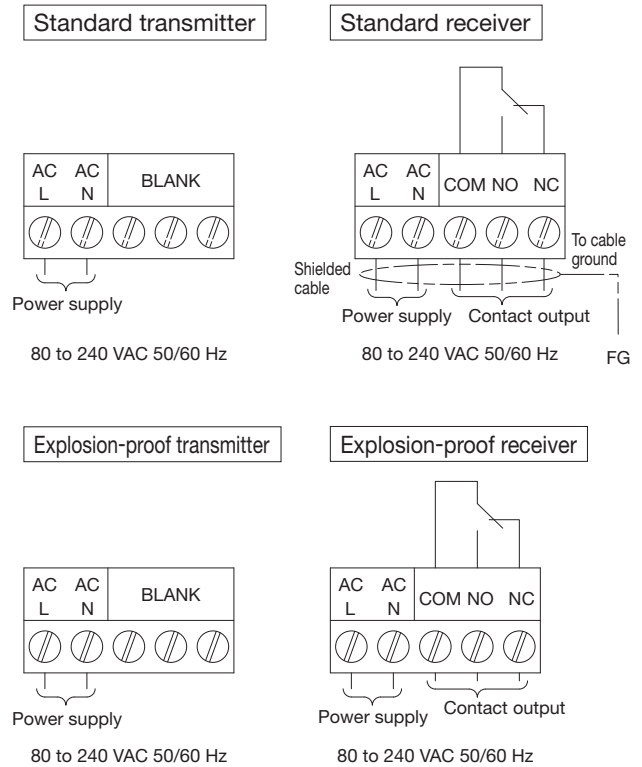 Standard transmitter
AC AC
L N
BLANK
Power supply
80 to 240 VAC 50/60 Hz
Standard receiver
AC AC
L N
COM NO NC
To cable
ground
Shielded
cable
Power supply Contact output
80 to 240 VAC 50/60 Hz
FG
Explosion-proof transmitter
AC AC
L N
BLANK
Power supply
80 to 240 VAC 50/60 Hz
Explosion-proof receiver
AC AC
L N
COM NO NC
Power supply Contact output
80 to 240 VAC 50/60 Hz